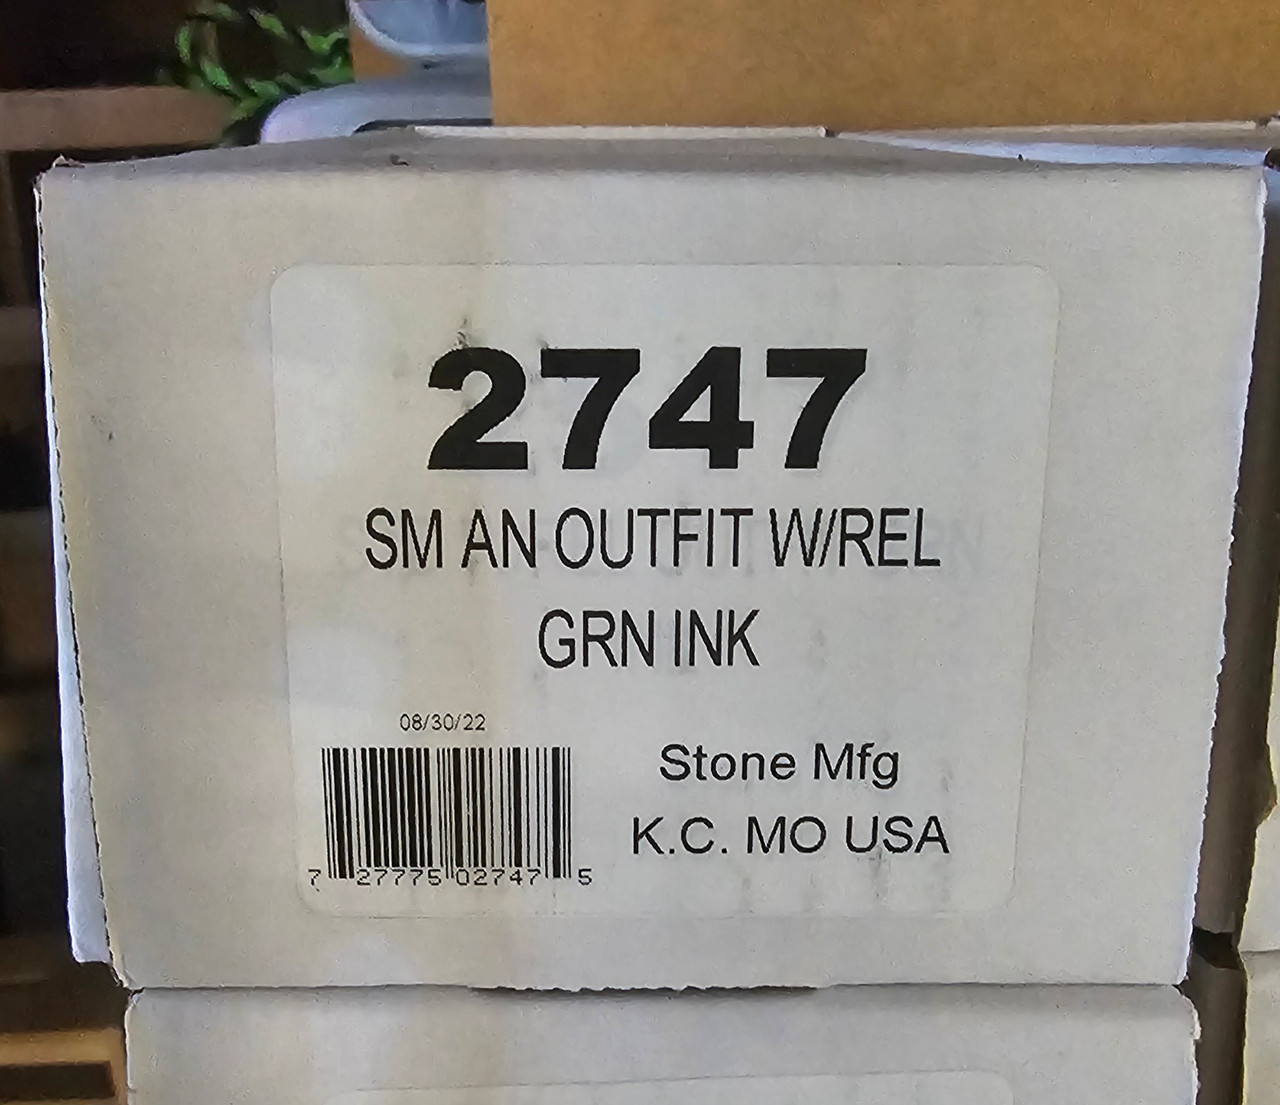 2747
SM AN OUTFIT W/REL
GRN INK
08/30/22
7 27775 02747 5
Stone Mfg
K.C. MO USA